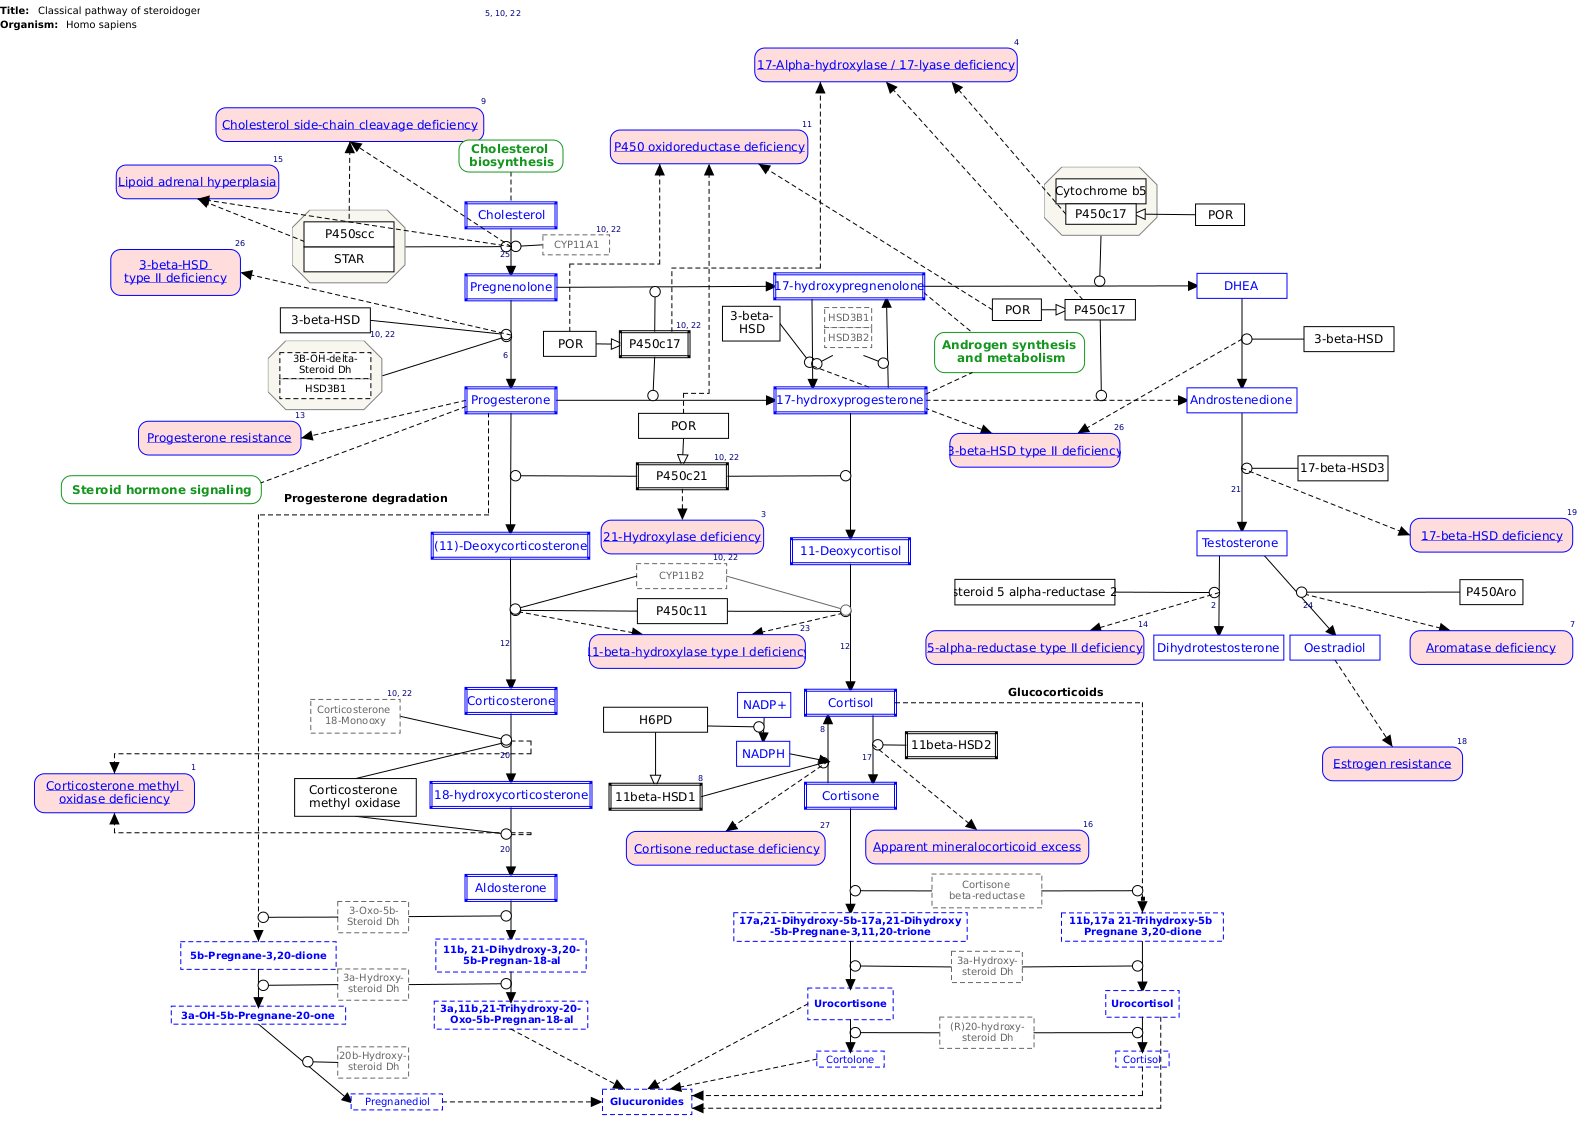 Title: Classical pathway of steroidoger
Organism: Homo sapiens
5, 10, 22
4
17-Alpha-hydroxylase / 17-lyase deficiency
9
Cholesterol side-chain cleavage deficiency
11
P450 oxidoreductase deficiency
Cholesterol
biosynthesis
15
Lipoid adrenal hyperplasia
Cytochrome b5
P450c17
POR
Cholesterol
P450scc
STAR
10, 22
CYP11A1
25
26
3-beta-HSD
type II deficiency
Pregnenolone
17-hydroxypregnenolone
DHEA
3-beta-HSD
10, 22
3B-OH-delta-
Steroid Dh
HSD3B1
6
POR
10, 22
P450c17
3-beta-
HSD
HSD3B1
HSD3B2
POR
P450c17
Androgen synthesis
and metabolism
3-beta-HSD
Progesterone
17-hydroxyprogesterone
Androstenedione
13
Progesterone resistance
POR
26
3-beta-HSD type II deficiency
Steroid hormone signaling
Progesterone degradation
10, 22
P450c21
17-beta-HSD3
21
3
21-Hydroxylase deficiency
19
17-beta-HSD deficiency
(11)-Deoxycorticosterone
11-Deoxycortisol
Testosterone
10, 22
CYP11B2
P450c11
steroid 5 alpha-reductase 2
2
24
P450Aro
12
23
11-beta-hydroxylase type I deficiency
12
14
5-alpha-reductase type II deficiency
Dihydrotestosterone
Oestradiol
7
Aromatase deficiency
10, 22
Corticosterone
18-Monooxy
Corticosterone
H6PD
NADP+
NADPH
Cortisol
Glucocorticoids
8
17
11beta-HSD2
18
Estrogen resistance
20
1
Corticosterone methyl
oxidase deficiency
Corticosterone
methyl oxidase
18-hydroxycorticosterone
8
11beta-HSD1
Cortisone
20
27
Cortisone reductase deficiency
16
Apparent mineralocorticoid excess
Aldosterone
Cortisone
beta-reductase
3-Oxo-5b-
Steroid Dh
17a,21-Dihydroxy-5b-17a,21-Dihydroxy
-5b-Pregnane-3,11,20-trione
11b,17a 21-Trihydroxy-5b
Pregnane 3,20-dione
5b-Pregnane-3,20-dione
11b, 21-Dihydroxy-3,20-
5b-Pregnan-18-al
3a-Hydroxy-
steroid Dh
3a-Hydroxy-
steroid Dh
3a-OH-5b-Pregnane-20-one
3a,11b,21-Trihydroxy-20-
Oxo-5b-Pregnan-18-al
Urocortisone
Urocortisol
(R)20-hydroxy-
steroid Dh
20b-Hydroxy-
steroid Dh
Cortolone
Cortisol
Pregnanediol
Glucuronides